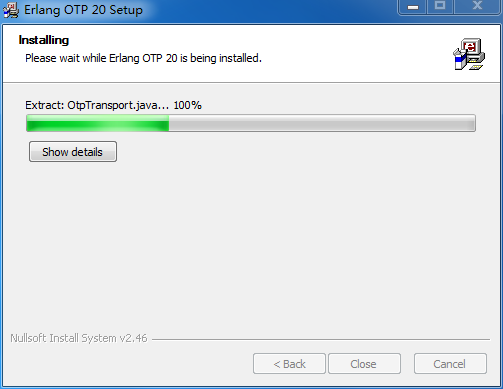 Erlang OTP 20 Setup
Installing
Please wait while Erlang OTP 20 is being installed.
Extract: OtpTransport.java... 100%
Show details
Nullsoft Install System v2.46
< Back
Close
Cancel